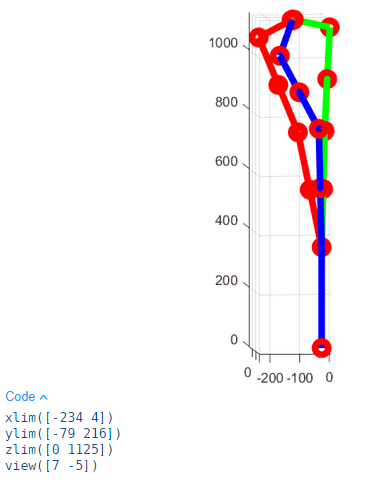 1000
800
600
400
200
0
0 -200 -100 0
Code
xlim([-234 4])
ylim([-79 216])
zlim([0 1125])
view([7 -5])